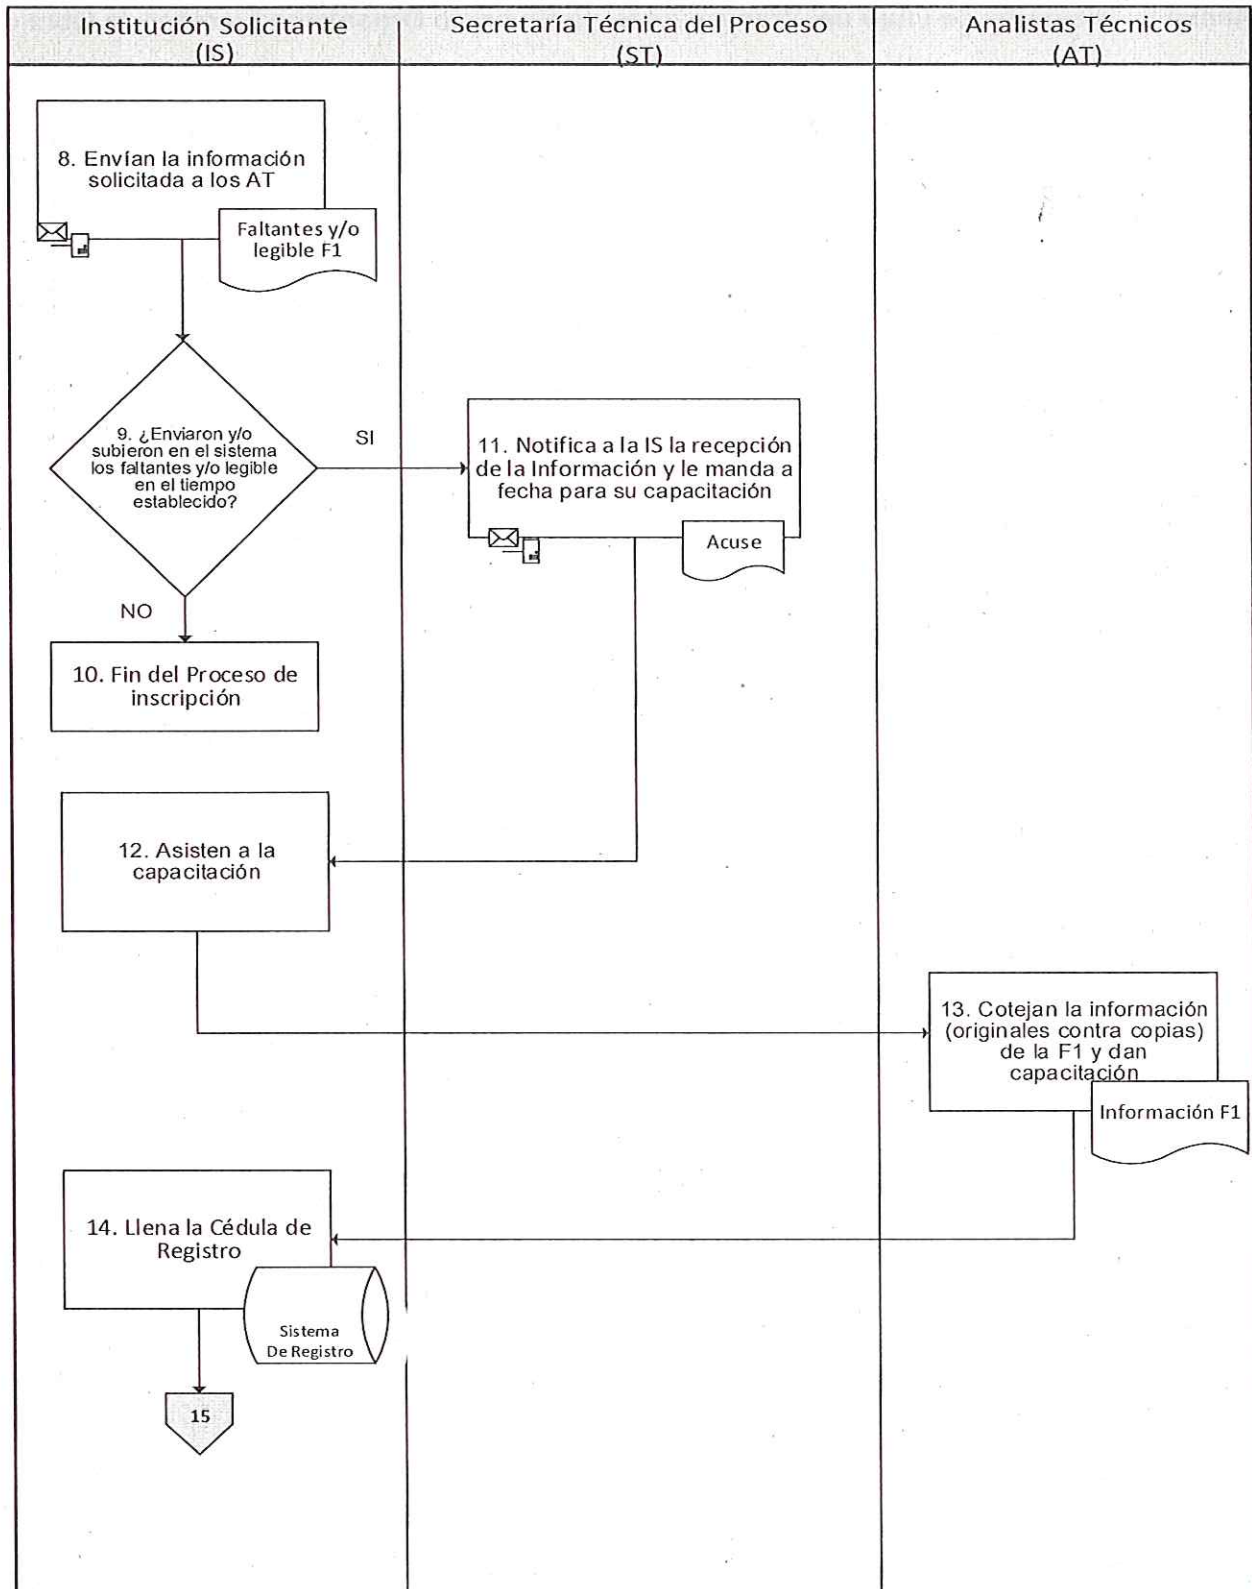 Institución Solicitante
(IS)
Secretaría Técnica del Proceso
(ST)
Analistas Técnicos
(AT)
8. Envían la información
solicitada a los AT
Faltantes y/o
legible F1
9. ¿Enviaron y/o
subieron en el sistema
los faltantes y/o legible
en el tiempo
establecido?
SI
11. Notifica a la IS la recepción
de la Información y le manda a
fecha para su capacitación
Acuse
NO
10. Fin del Proceso de
inscripción
12. Asisten a la
capacitación
13. Cotejan la información
(originales contra copias)
de la F1 y dan
capacitación
Información F1
14. Llena la Cédula de
Registro
Sistema
De Registro
15